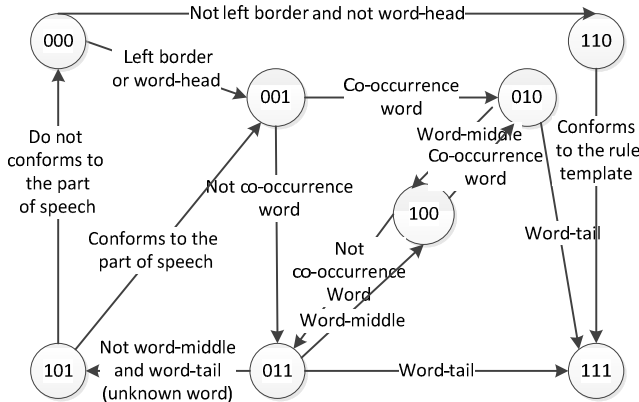 Not left border and not word-head
000
110
Left border
or word-head
001
Co-occurrence
word
010
Do not
conforms to
the part
of speech
Word-middle
Co-occurrence
word
Conforms
to the rule
template
Not co-occurrence
word
100
Conforms to the
part of speech
Not
co-occurrence
Word
Word-middle
Word-tail
101
Not word-middle
and word-tail
(unknown word)
011
Word-tail
111